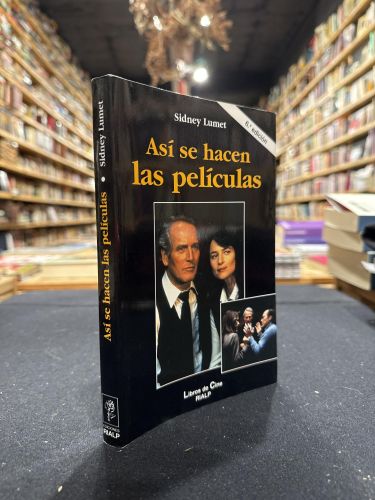 Sidney Lumet
6.ª edición
Así se hacen
las películas
Libros de Cine
RIALP
Así se hacen las películas • Sidney Lumet
EDICIONES
RIALP